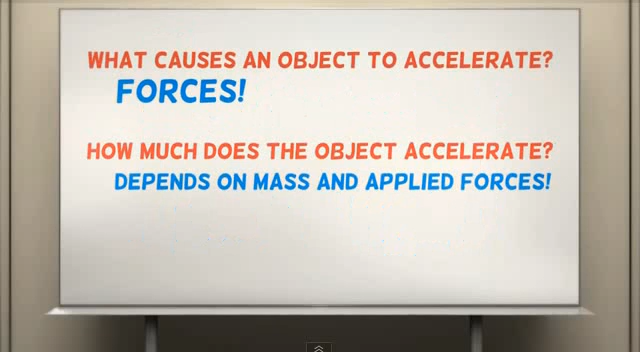 WHAT CAUSES AN OBJECT TO ACCELERATE?
FORCES!
HOW MUCH DOES THE OBJECT ACCELERATE?
DEPENDS ON MASS AND APPLIED FORCES!